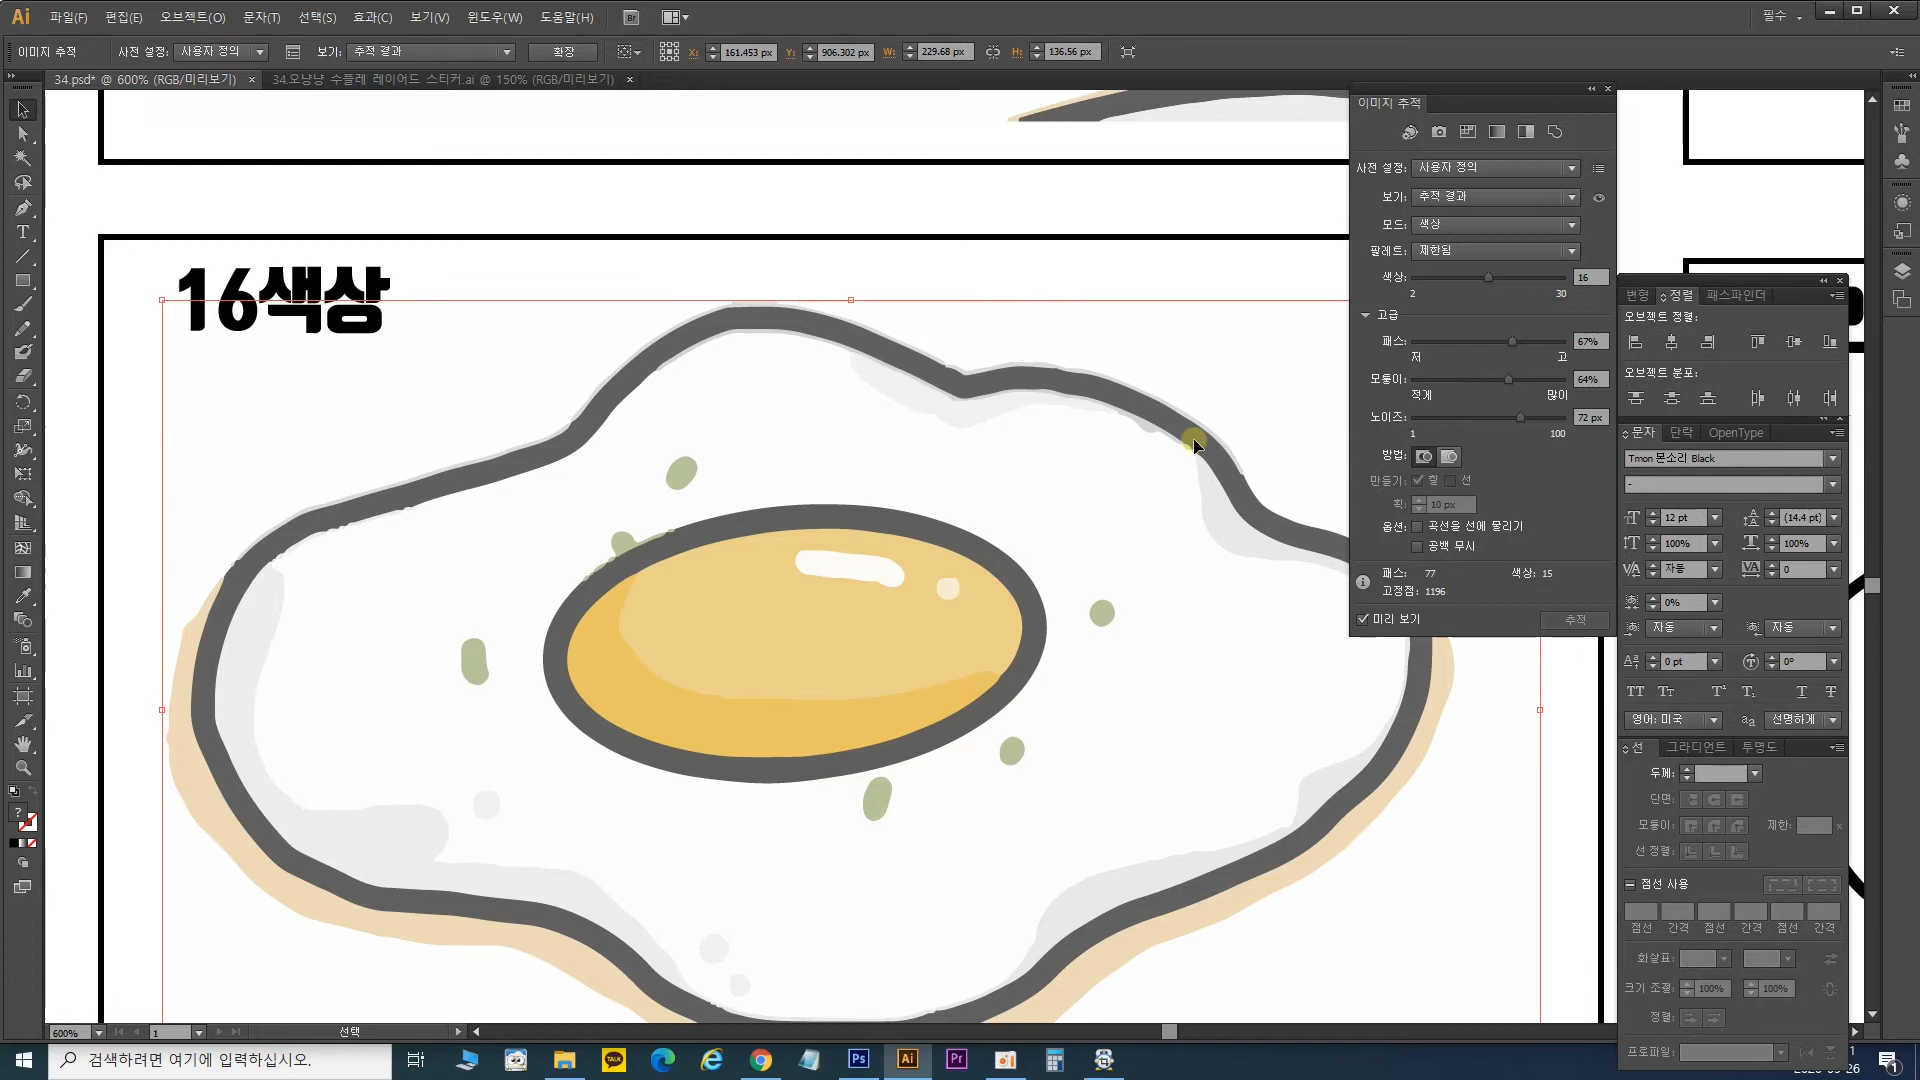 Ai 파일(F) 편집(E) 오브젝트(O) 문자(T) 선택(S) 효과(C) 보기(V) 윈도우(W) 도움말(H) Br 필수
이미지 추적 사전 설정: 사용자 정의 보기: 추적 결과 확장 X: 161.453 px Y: 906.302 px W: 229.68 px H: 136.56 px
34.psd* @ 600% (RGB/미리보기) × 34.오냥냥 수플레 레이어드 스티커.ai @ 150% (RGB/미리보기) ×
16색상
이미지 추적
사전 설정: 사용자 정의
보기: 추적 결과
모드: 색상
팔레트: 제한됨
색상: 16
2 30
고급
패스: 67%
저 고
모퉁이: 64%
적게 많이
노이즈: 72 px
1 100
방법:
만들기: 칠 선
획: 10 px
옵션: 곡선을 선에 물리기
공백 무시
패스: 77 색상: 15
고정점: 1196
미리 보기 추적
변형 정렬 패스파인더
오브젝트 정렬:
오브젝트 분포:
문자 단락 OpenType
Tmon 몬소리 Black
-
12 pt (14.4 pt)
100% 100%
자동 0
0%
자동 자동
0 pt 0°
영어: 미국 선명하게
선 그라디언트 투명도
두께:
단면:
모퉁이: 제한: x
선 정렬:
점선 사용
점선 간격 점선 간격 점선 간격
화살표:
크기 조절: 100% 100%
정렬:
프로파일:
600% 1 선택
검색하려면 여기에 입력하십시오. TALK Ps Ai Pr